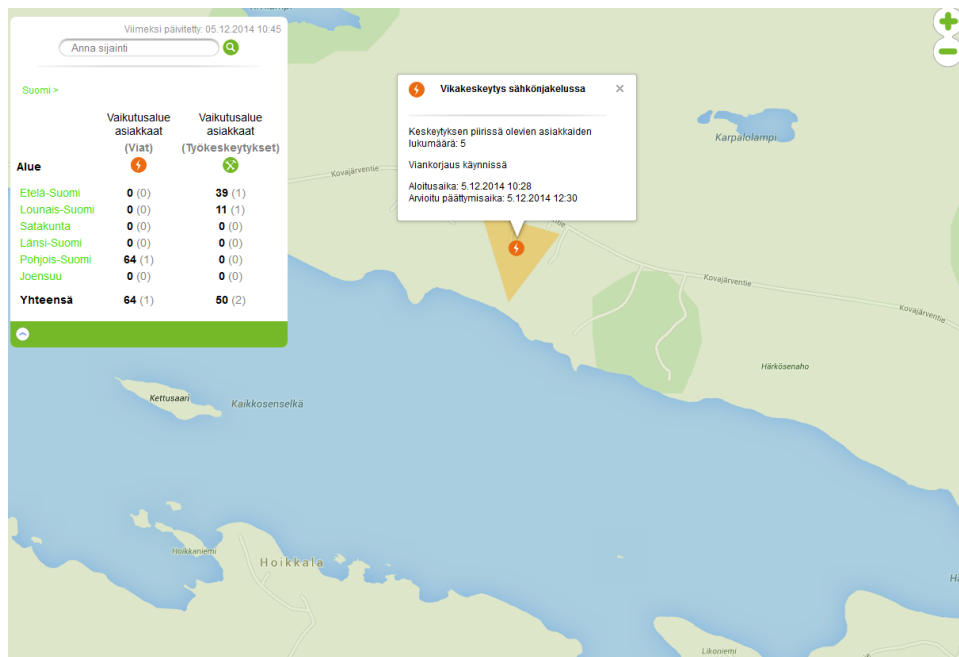 Viimeksi päivitetty: 05.12.2014 10:45
Anna sijainti
Suomi >
Vaikutusalue asiakkaat (Viat)
Vaikutusalue asiakkaat (Työkeskeytykset)
Alue
Etelä-Suomi 0 (0) 39 (1)
Lounais-Suomi 0 (0) 11 (1)
Satakunta 0 (0) 0 (0)
Länsi-Suomi 0 (0) 0 (0)
Pohjois-Suomi 64 (1) 0 (0)
Joensuu 0 (0) 0 (0)
Yhteensä 64 (1) 50 (2)
Vikakeskeytys sähkönjakelussa ×
Keskeytyksen piirissä olevien asiakkaiden
lukumäärä: 5
Viankorjaus käynnissä
Aloitusaika: 5.12.2014 10:28
Arvioitu päättymisaika: 5.12.2014 12:30
Karpalolampi
Kovajärventie
Kovajärventie
Kovajärventie
Härkösenaho
Kettusaari
Kaikkosenselkä
Hoikkaniemi
Hoikkala
Likoniemi